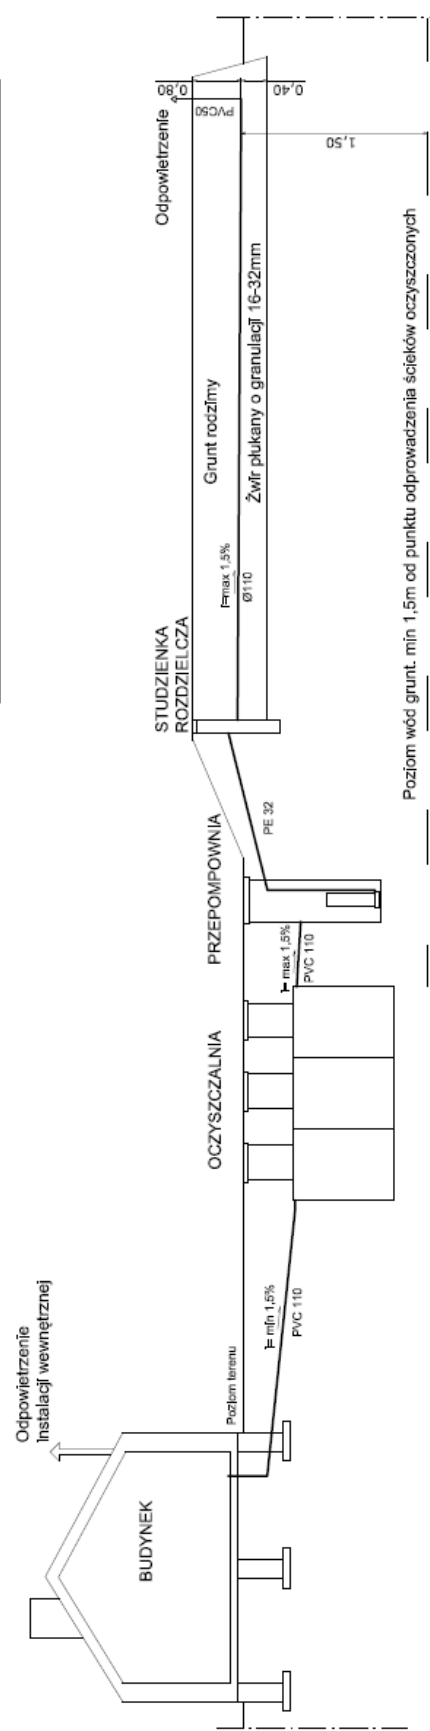 Odpowietrzenie
Instalacji wewnętrznej
BUDYNEK
Poziom terenu
i= min 1,5%
PVC 110
OCZYSZCZALNIA
i= max 1,5%
PVC 110
PRZEPOMPOWNIA
PE 32
STUDZIENKA
ROZDZIELCZA
i=max 1,5%
Ø110
Grunt rodzimy
Żwir płukany o granulacji 16-32mm
Odpowietrzenie
PVC50
0,80
0,40
1,50
Poziom wód grunt. min 1,5m od punktu odprowadzenia ścieków oczyszczonych